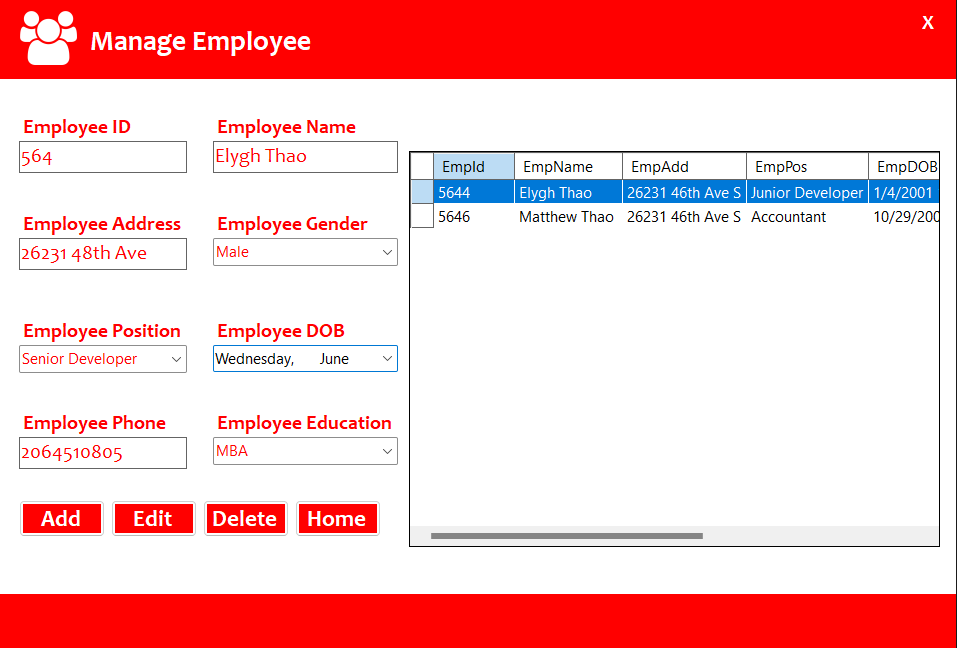 Manage Employee
X
Employee ID
Employee Name
564
Elygh Thao
Employee Address
Employee Gender
26231 48th Ave
Male
Employee Position
Employee DOB
Senior Developer
Wednesday, June
Employee Phone
Employee Education
2064510805
MBA
Add
Edit
Delete
Home
EmpId EmpName EmpAdd EmpPos EmpDOB
5644 Elygh Thao 26231 46th Ave S Junior Developer 1/4/2001
5646 Matthew Thao 26231 46th Ave S Accountant 10/29/200